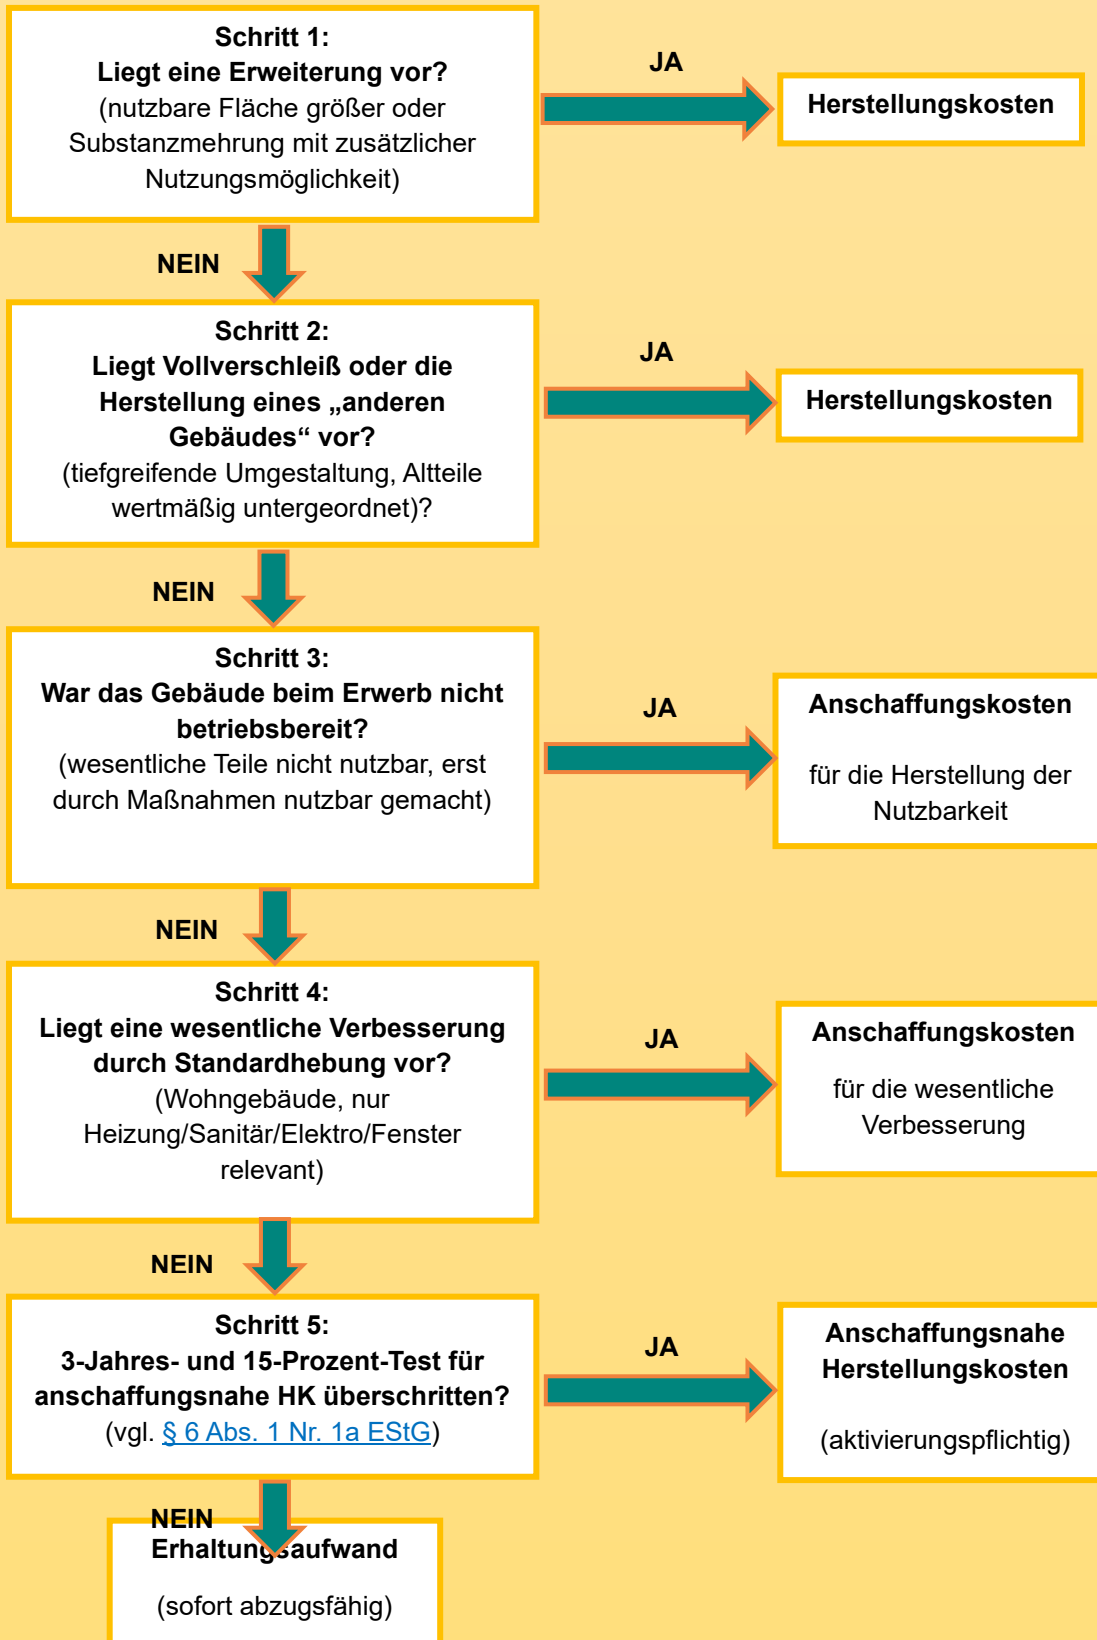 Schritt 1:
Liegt eine Erweiterung vor?
(nutzbare Fläche größer oder
Substanzmehrung mit zusätzlicher
Nutzungsmöglichkeit)
JA
Herstellungskosten
NEIN
Schritt 2:
Liegt Vollverschleiß oder die
Herstellung eines „anderen
Gebäudes“ vor?
(tiefgreifende Umgestaltung, Altteile
wertmäßig untergeordnet)?
JA
Herstellungskosten
NEIN
Schritt 3:
War das Gebäude beim Erwerb nicht
betriebsbereit?
(wesentliche Teile nicht nutzbar, erst
durch Maßnahmen nutzbar gemacht)
JA
Anschaffungskosten
für die Herstellung der
Nutzbarkeit
NEIN
Schritt 4:
Liegt eine wesentliche Verbesserung
durch Standardhebung vor?
(Wohngebäude, nur
Heizung/Sanitär/Elektro/Fenster
relevant)
JA
Anschaffungskosten
für die wesentliche
Verbesserung
NEIN
Schritt 5:
3-Jahres- und 15-Prozent-Test für
anschaffungsnahe HK überschritten?
(vgl. § 6 Abs. 1 Nr. 1a EStG)
JA
Anschaffungsnahe
Herstellungskosten
(aktivierungspflichtig)
NEIN
Erhaltungsaufwand
(sofort abzugsfähig)